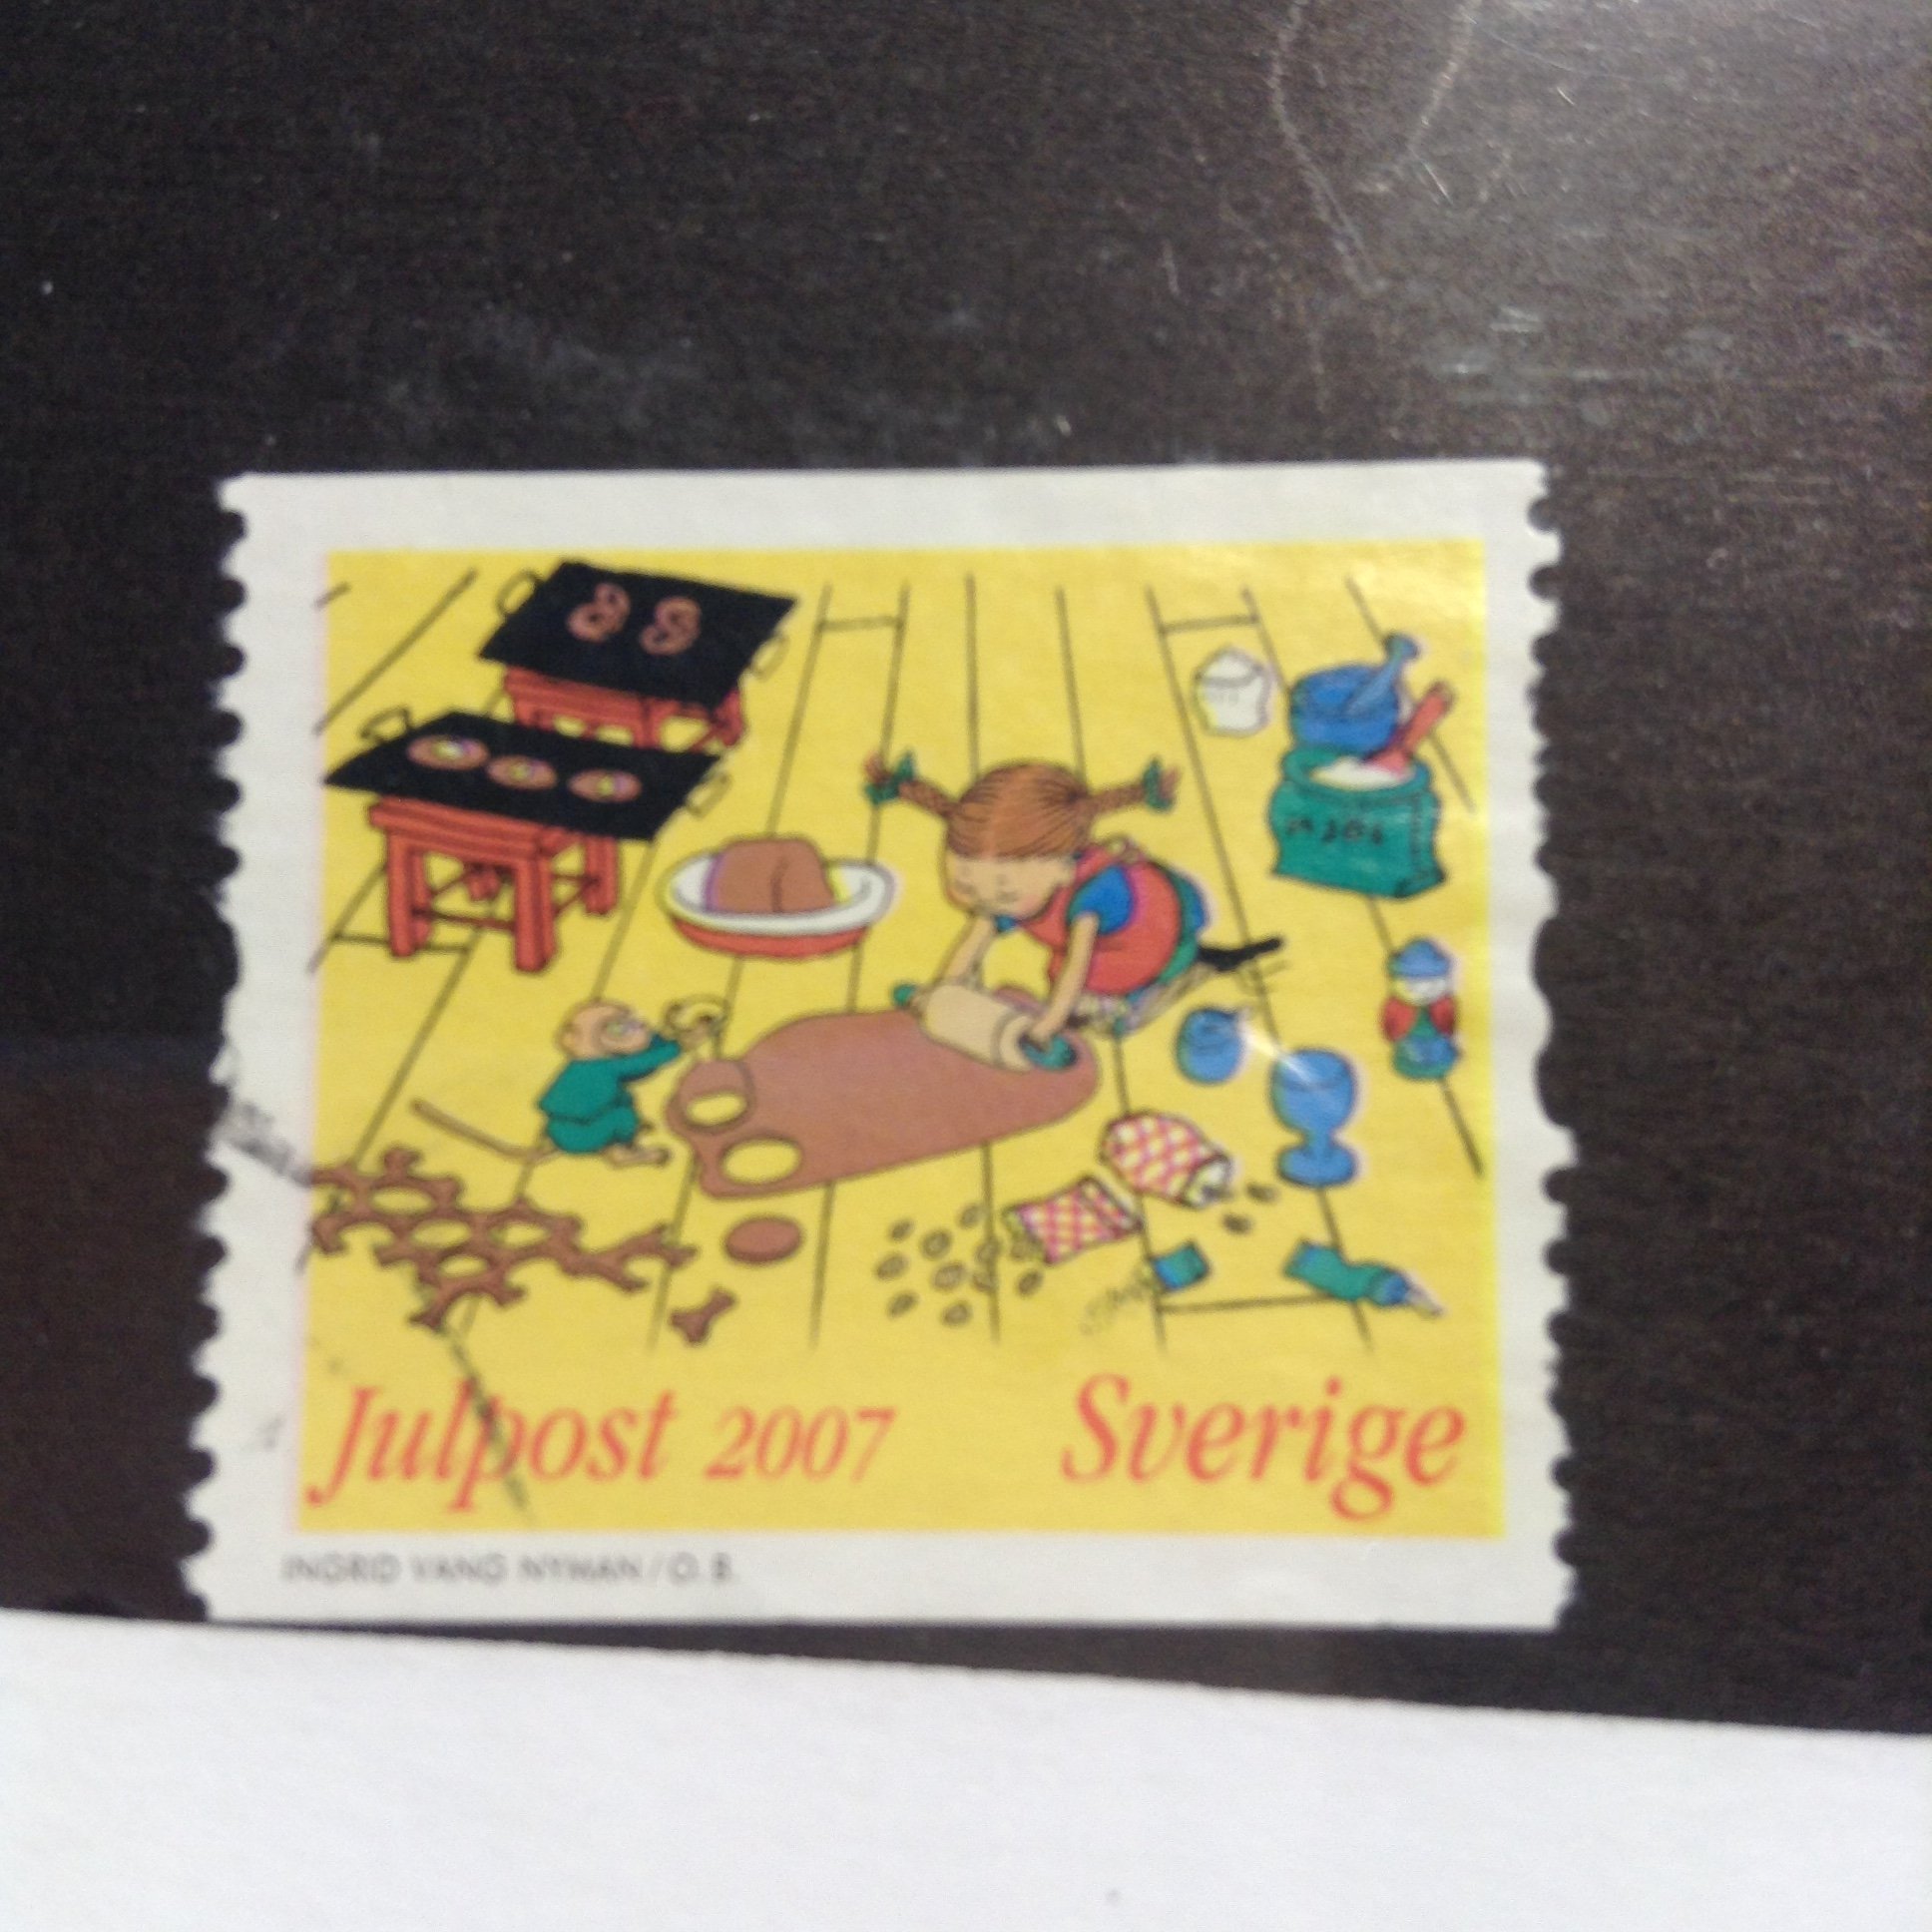 Julpost 2007 Sverige
INGRID VANG NYMAN / O. B.